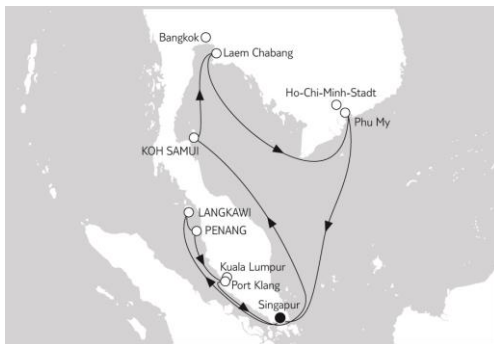 Bangkok
Laem Chabang
Ho-Chi-Minh-Stadt
Phu My
KOH SAMUI
LANGKAWI
PENANG
Kuala Lumpur
Port Klang
Singapur